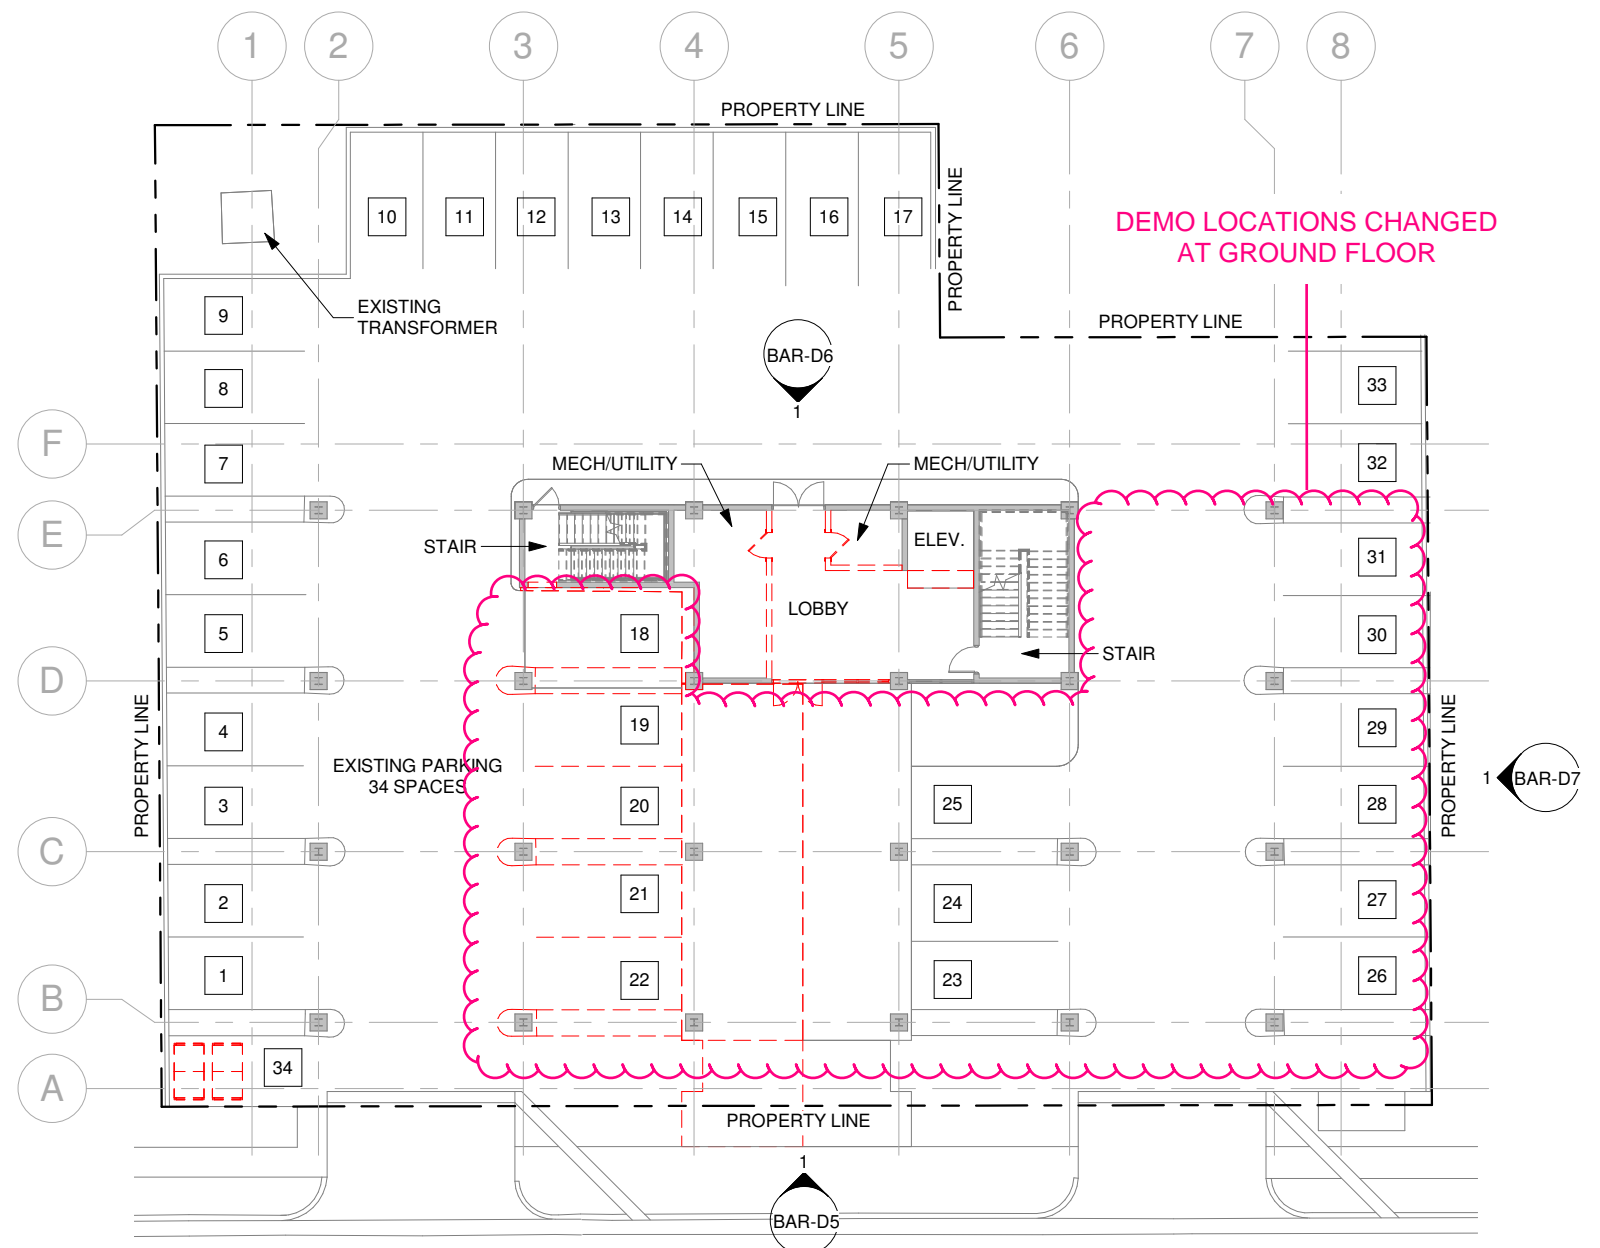 1 2 3 4 5 6 7 8
PROPERTY LINE
PROPERTY LINE
10 11 12 13 14 15 16 17
DEMO LOCATIONS CHANGED
AT GROUND FLOOR
EXISTING
TRANSFORMER
9
PROPERTY LINE
BAR-D6
1
8
33
F
7
MECH/UTILITY
MECH/UTILITY
32
E
STAIR
ELEV.
6
31
LOBBY
5
18
30
STAIR
D
PROPERTY LINE
4
19
29
PROPERTY LINE
EXISTING PARKING
34 SPACES
1
BAR-D7
3
20
25
28
C
2
21
24
27
1
22
23
26
B
34
A
PROPERTY LINE
1
BAR-D5